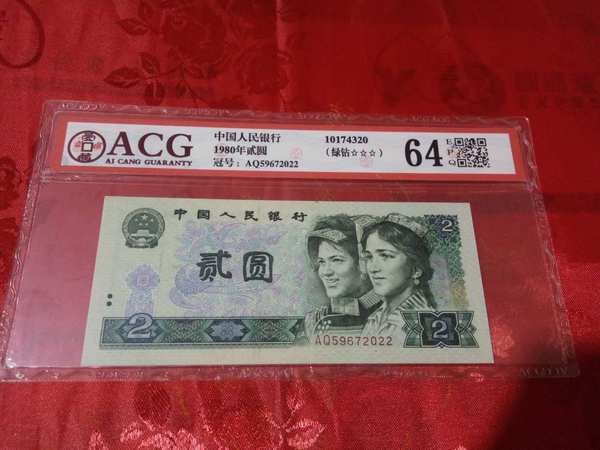 ACG
AI CANG GUARANTY
中国人民银行
1980年贰圆
冠号：AQ59672022
10174320
（绿钻☆☆☆）
64
E
P
Q
中国人民银行
2
贰圆
2
AQ59672022
2